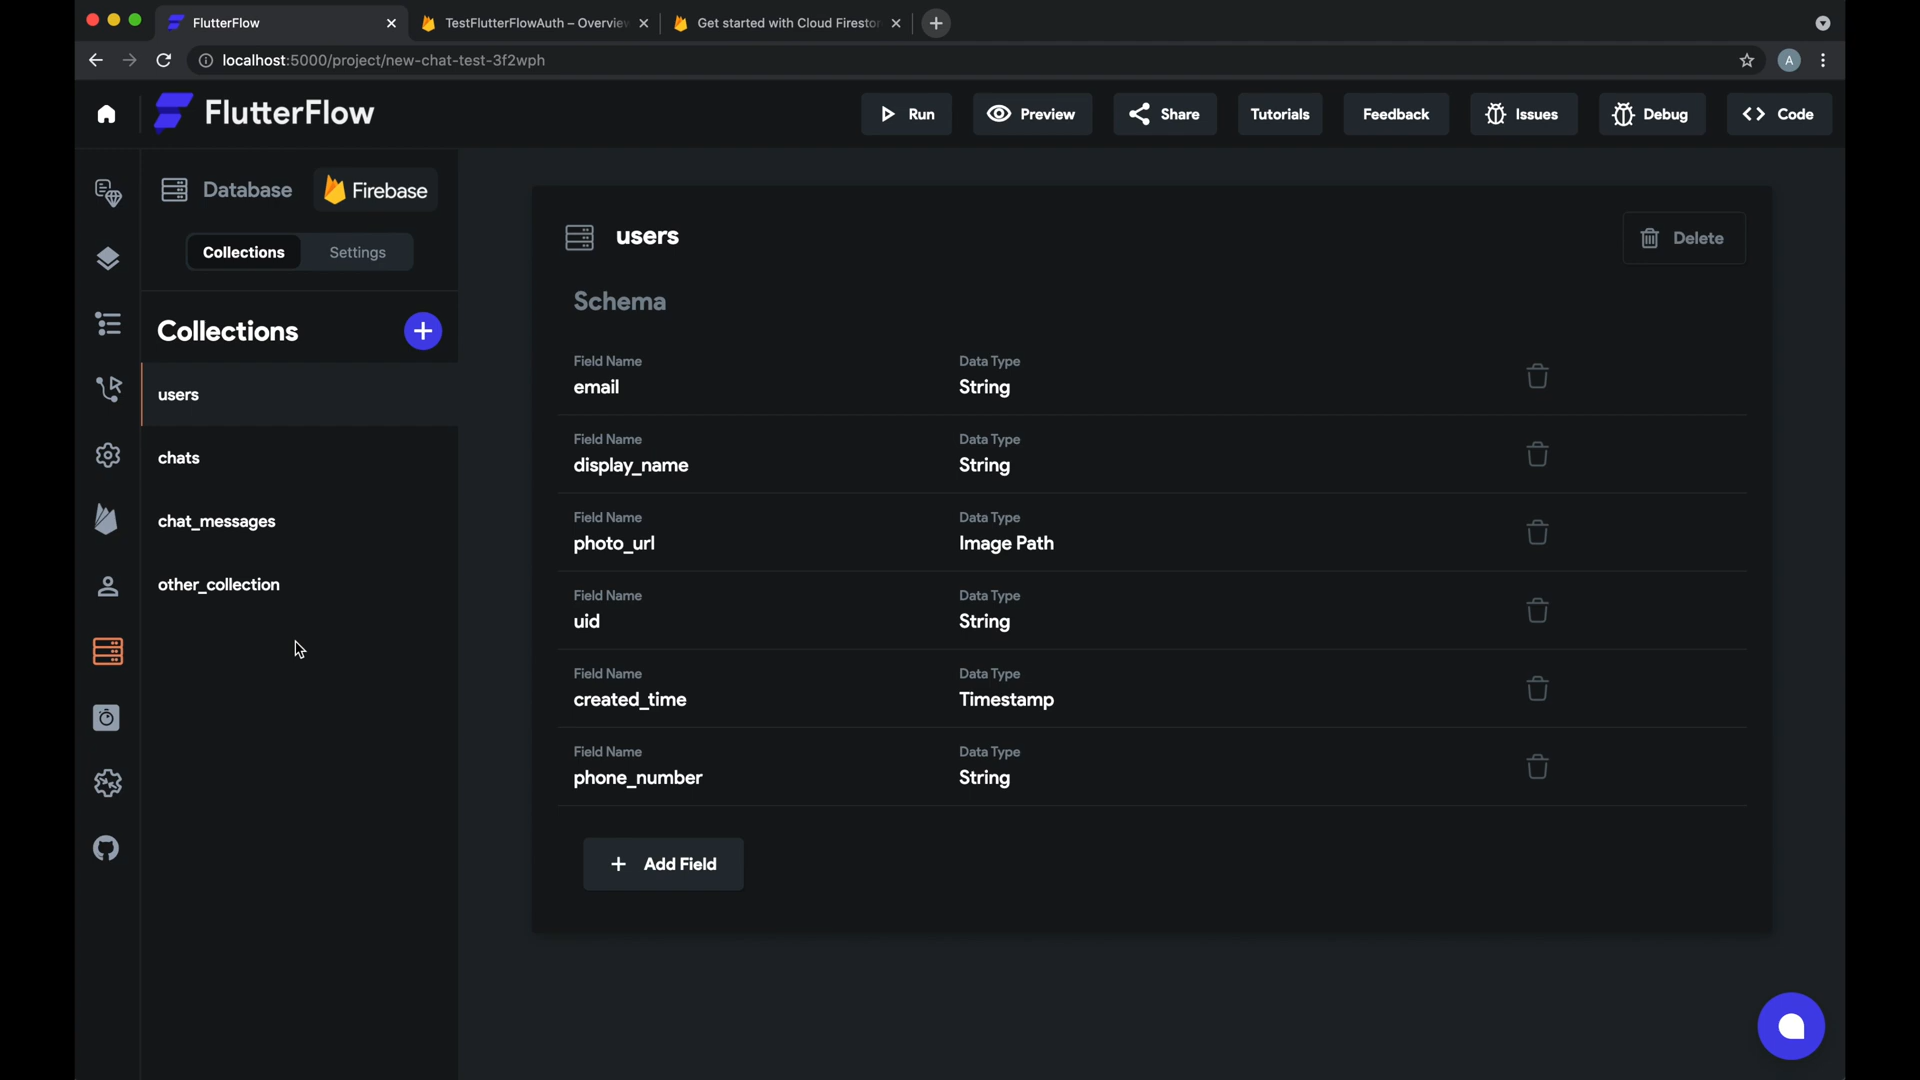 FlutterFlow
TestFlutterFlowAuth – Overview
Get started with Cloud Firestor
localhost:5000/project/new-chat-test-3f2wph
A
FlutterFlow
Run
Preview
Share
Tutorials
Feedback
Issues
Debug
Code
Database
Firebase
Collections
Settings
Collections
users
chats
chat_messages
other_collection
users
Delete
Schema
Field Name
Data Type
email
String
Field Name
Data Type
display_name
String
Field Name
Data Type
photo_url
Image Path
Field Name
Data Type
uid
String
Field Name
Data Type
created_time
Timestamp
Field Name
Data Type
phone_number
String
Add Field